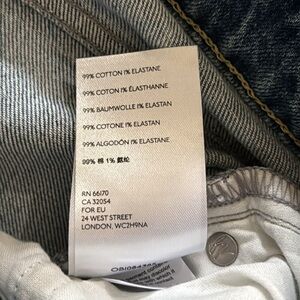 99% COTTON 1% ELASTANE
99% COTON 1% ÉLASTHANNE
99% BAUMWOLLE 1% ELASTAN
99% COTONE 1% ELASTAN
99% ALGODÓN 1% ELASTANE
99% 棉 1% 氨纶
RN 66170
CA 32054
FOR EU
24 WEST STREET
LONDON, WC2H9NA